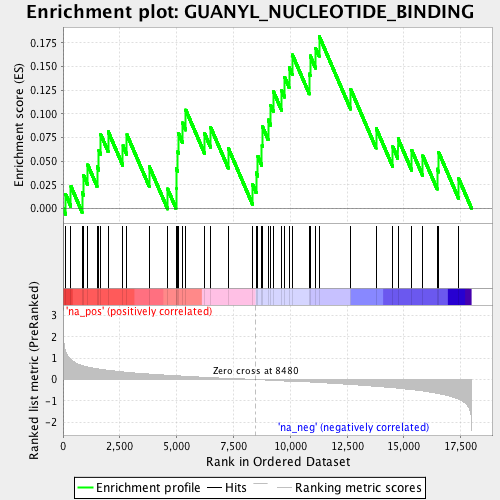 Enrichment plot: GUANYL_NUCLEOTIDE_BINDING
Enrichment score (ES)
0.175
0.150
0.125
0.100
0.075
0.050
0.025
0.000
'na_pos' (positively correlated)
Ranked list metric (PreRanked)
3
2
1
0
-1
-2
Zero cross at 8480
'na_neg' (negatively correlated)
0 2,500 5,000 7,500 10,000 12,500 15,000 17,500
Rank in Ordered Dataset
Enrichment profile Hits Ranking metric scores